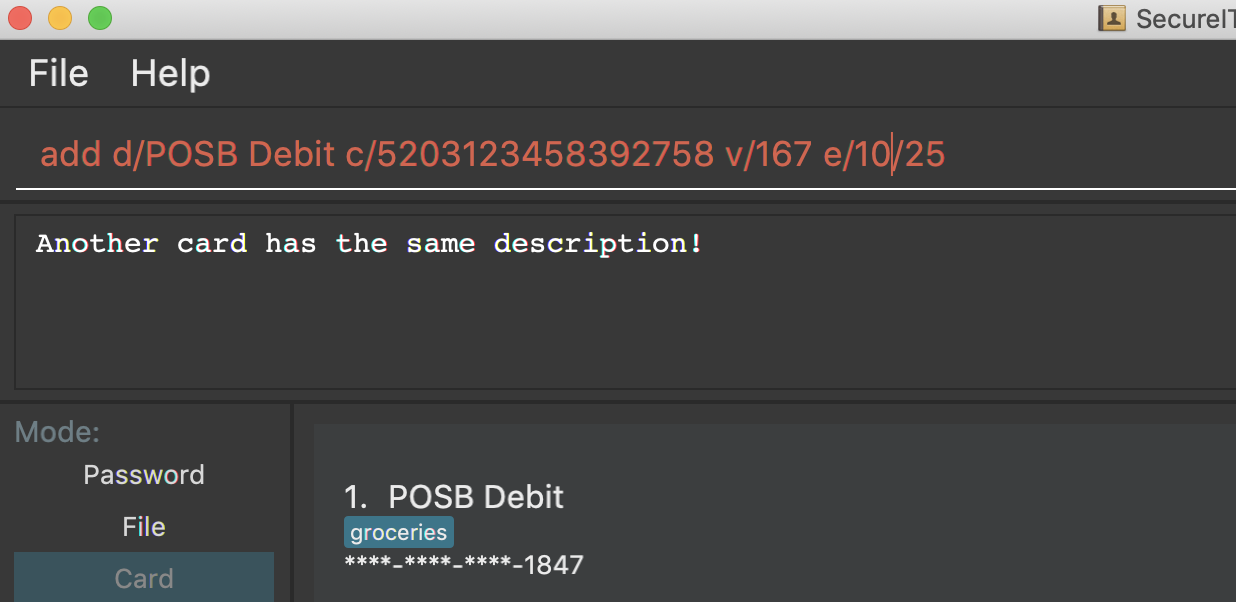 SecureIT
File Help
add d/POSB Debit c/5203123458392758 v/167 e/10/25
Another card has the same description!
Mode:
Password
File
Card
1. POSB Debit
groceries
****-****-****-1847